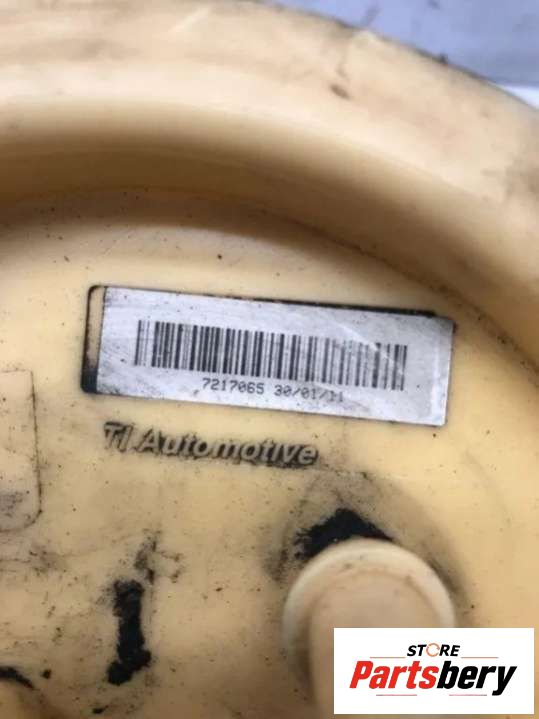 7217065 30/01/11
TI Automotive
STORE
Partsbery